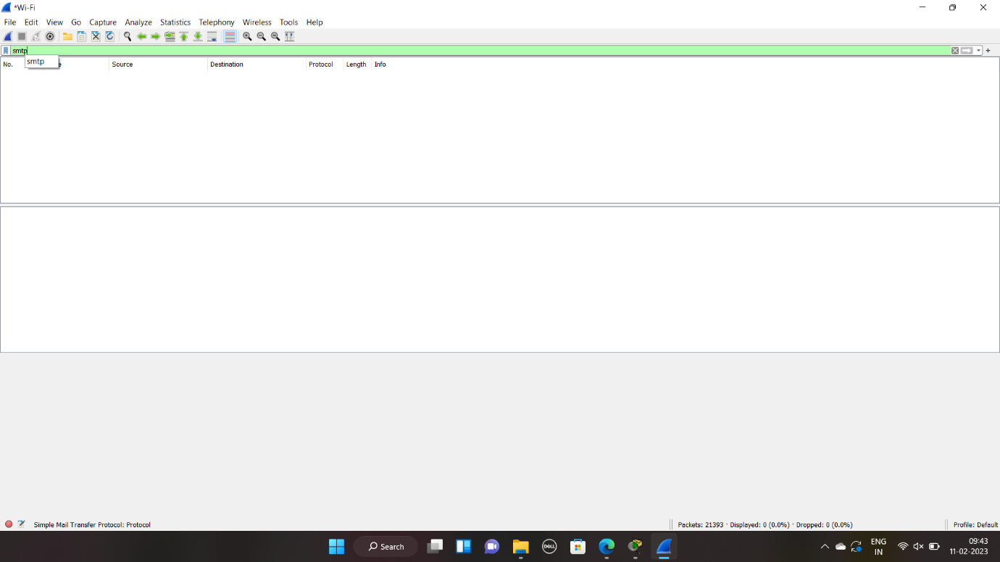 *Wi-Fi
File Edit View Go Capture Analyze Statistics Telephony Wireless Tools Help
smtp
smtp
No. Source Destination Protocol Length Info
Simple Mail Transfer Protocol: Protocol
Packets: 21393 · Displayed: 0 (0.0%) · Dropped: 0 (0.0%)
Profile: Default
Search
DELL
ENG
IN
09:43
11-02-2023